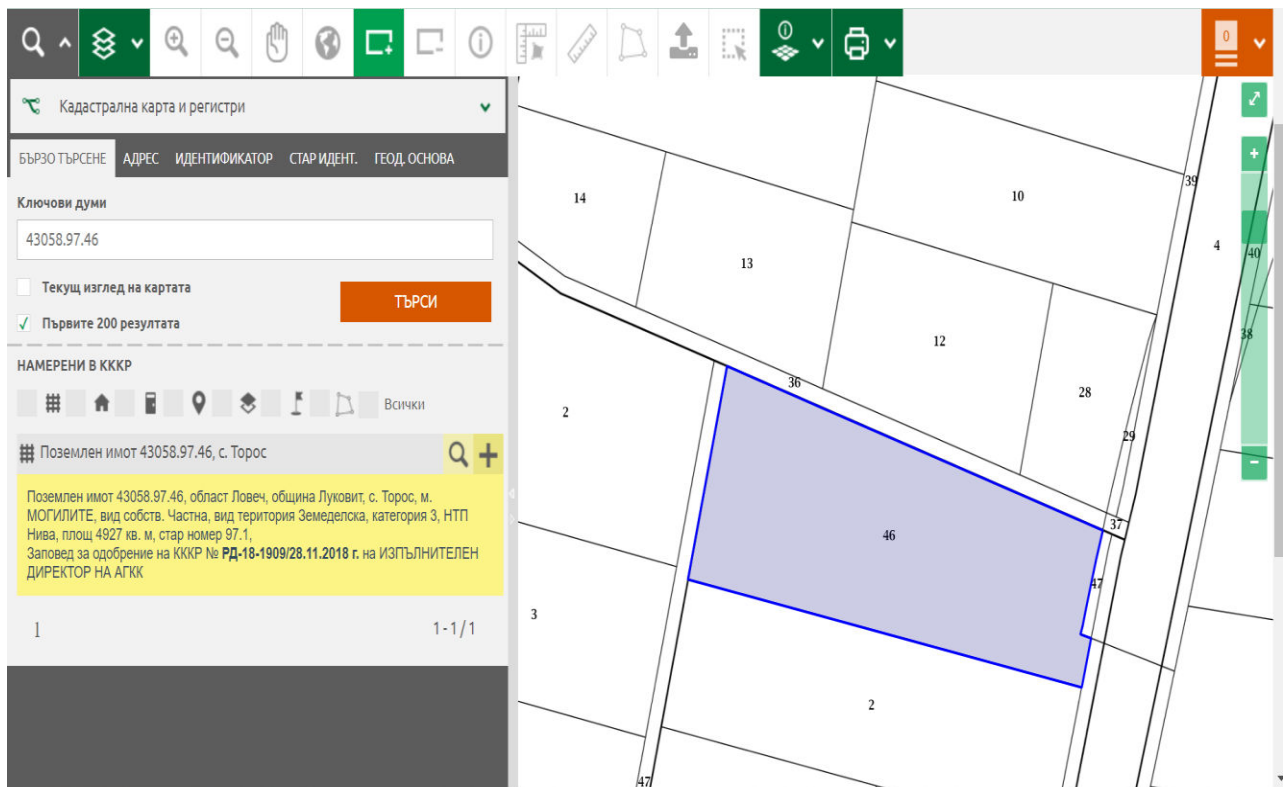 0
Кадастрална карта и регистри
БЪРЗО ТЪРСЕНЕ АДРЕС ИДЕНТИФИКАТОР СТАР ИДЕНТ. ГЕОД. ОСНОВА
Ключови думи
43058.97.46
Текущ изглед на картата
ТЪРСИ
Първите 200 резултата
НАМЕРЕНИ В КККР
Всички
Поземлен имот 43058.97.46, с. Торос
Поземлен имот 43058.97.46, област Ловеч, община Луковит, с. Торос, м.
МОГИЛИТЕ, вид собств. Частна, вид територия Земеделска, категория 3, НТП
Нива, площ 4927 кв. м, стар номер 97.1,
Заповед за одобрение на КККР № РД-18-1909/28.11.2018 г. на ИЗПЪЛНИТЕЛЕН
ДИРЕКТОР НА АГКК
1
1-1/1
39
14
10
4
40
13
38
12
36
28
2
29
37
46
47
3
2
47